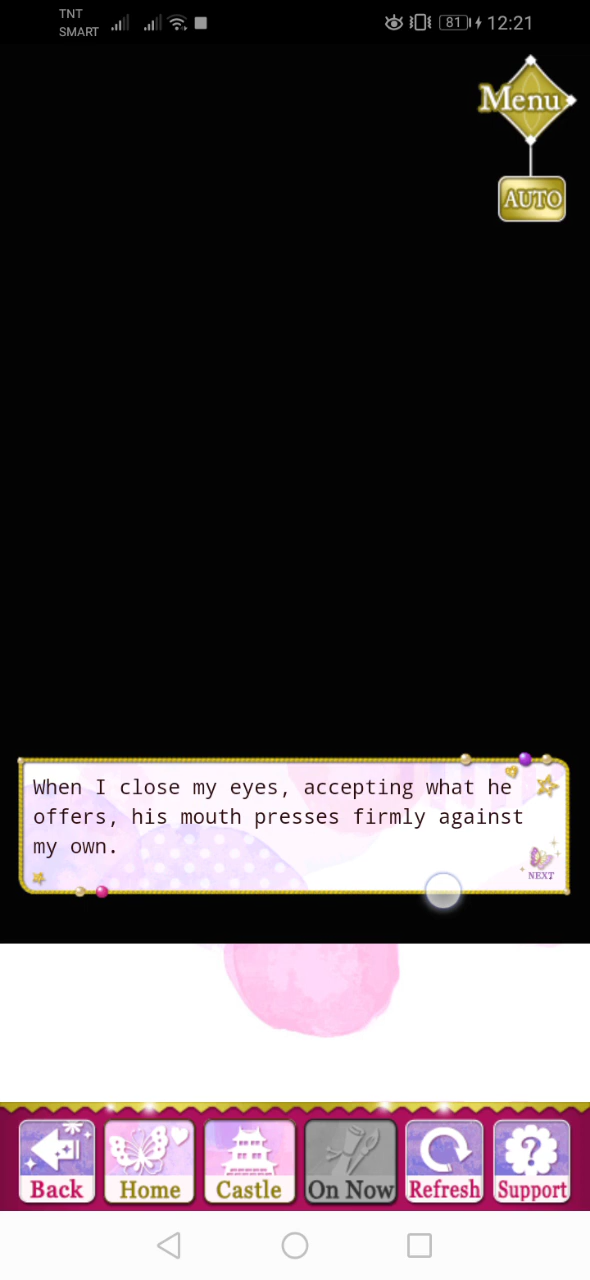 TNT
SMART
81
12:21
Menu
AUTO
When I close my eyes, accepting what he
offers, his mouth presses firmly against
my own.
NEXT
Back
Home
Castle
On Now
Refresh
Support